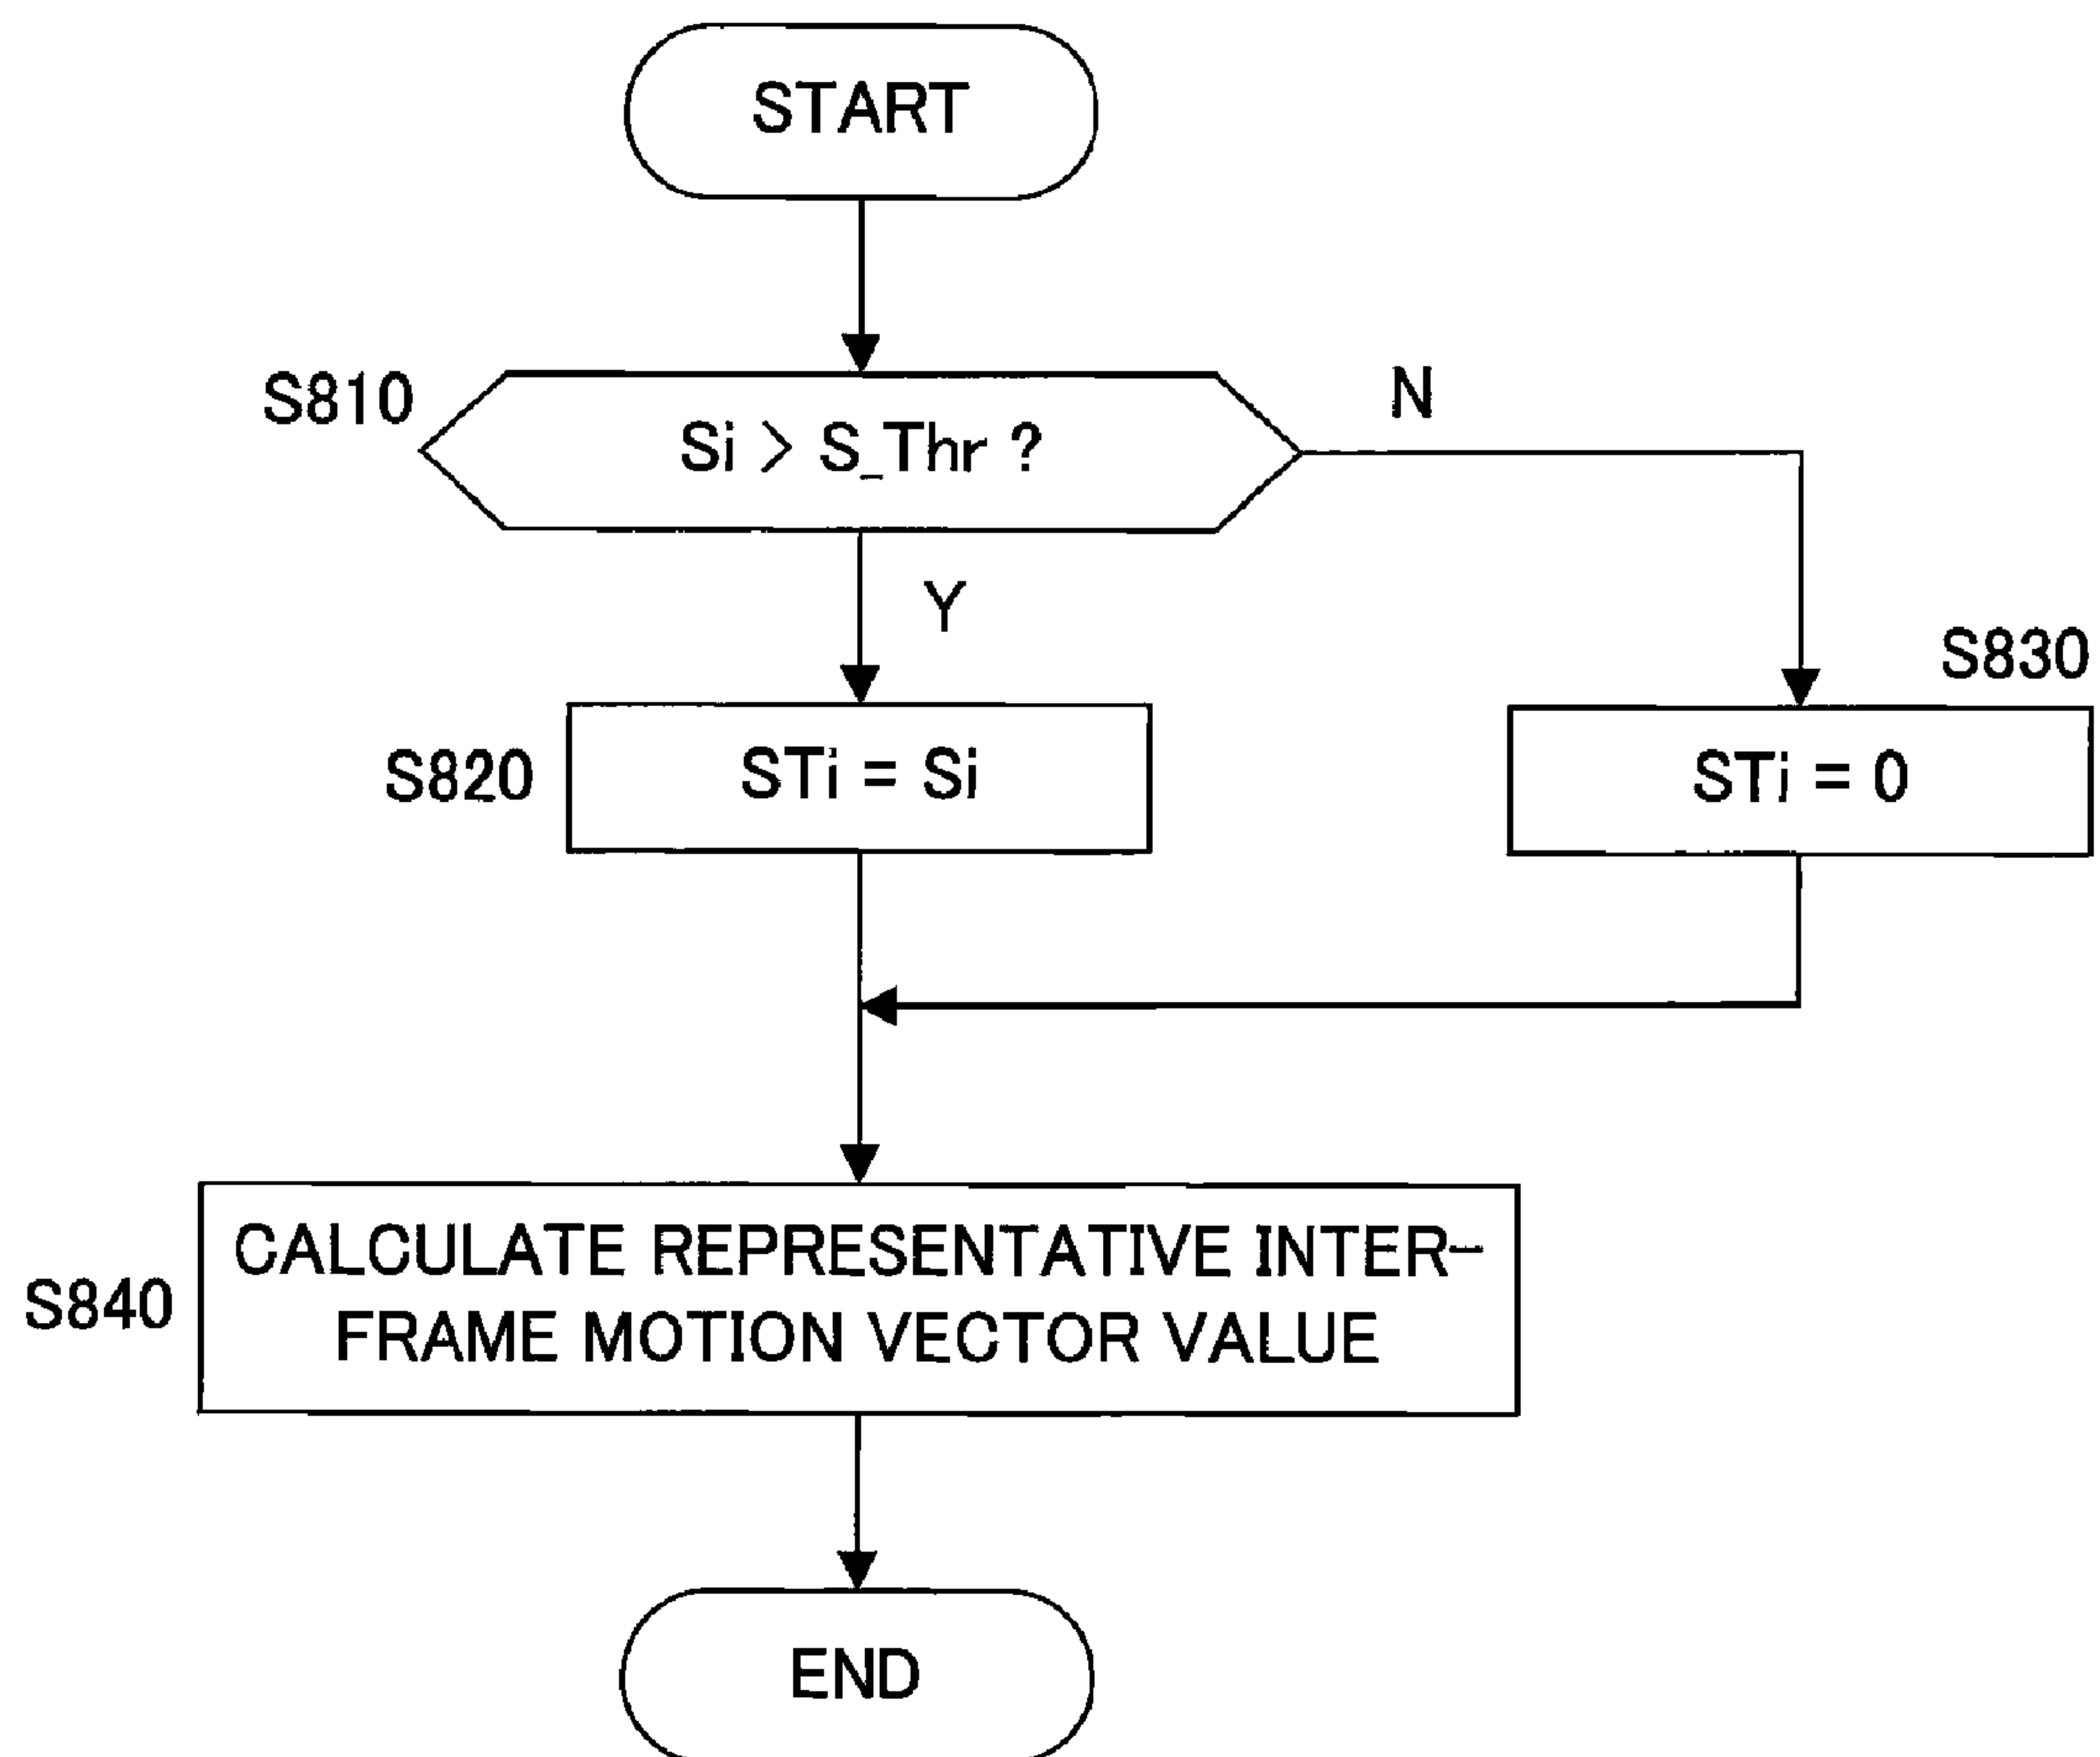 START
S810
Si > S_Thr ?
N
Y
S830
S820
STi = Si
STi = 0
CALCULATE REPRESENTATIVE INTER-
S840
FRAME MOTION VECTOR VALUE
END